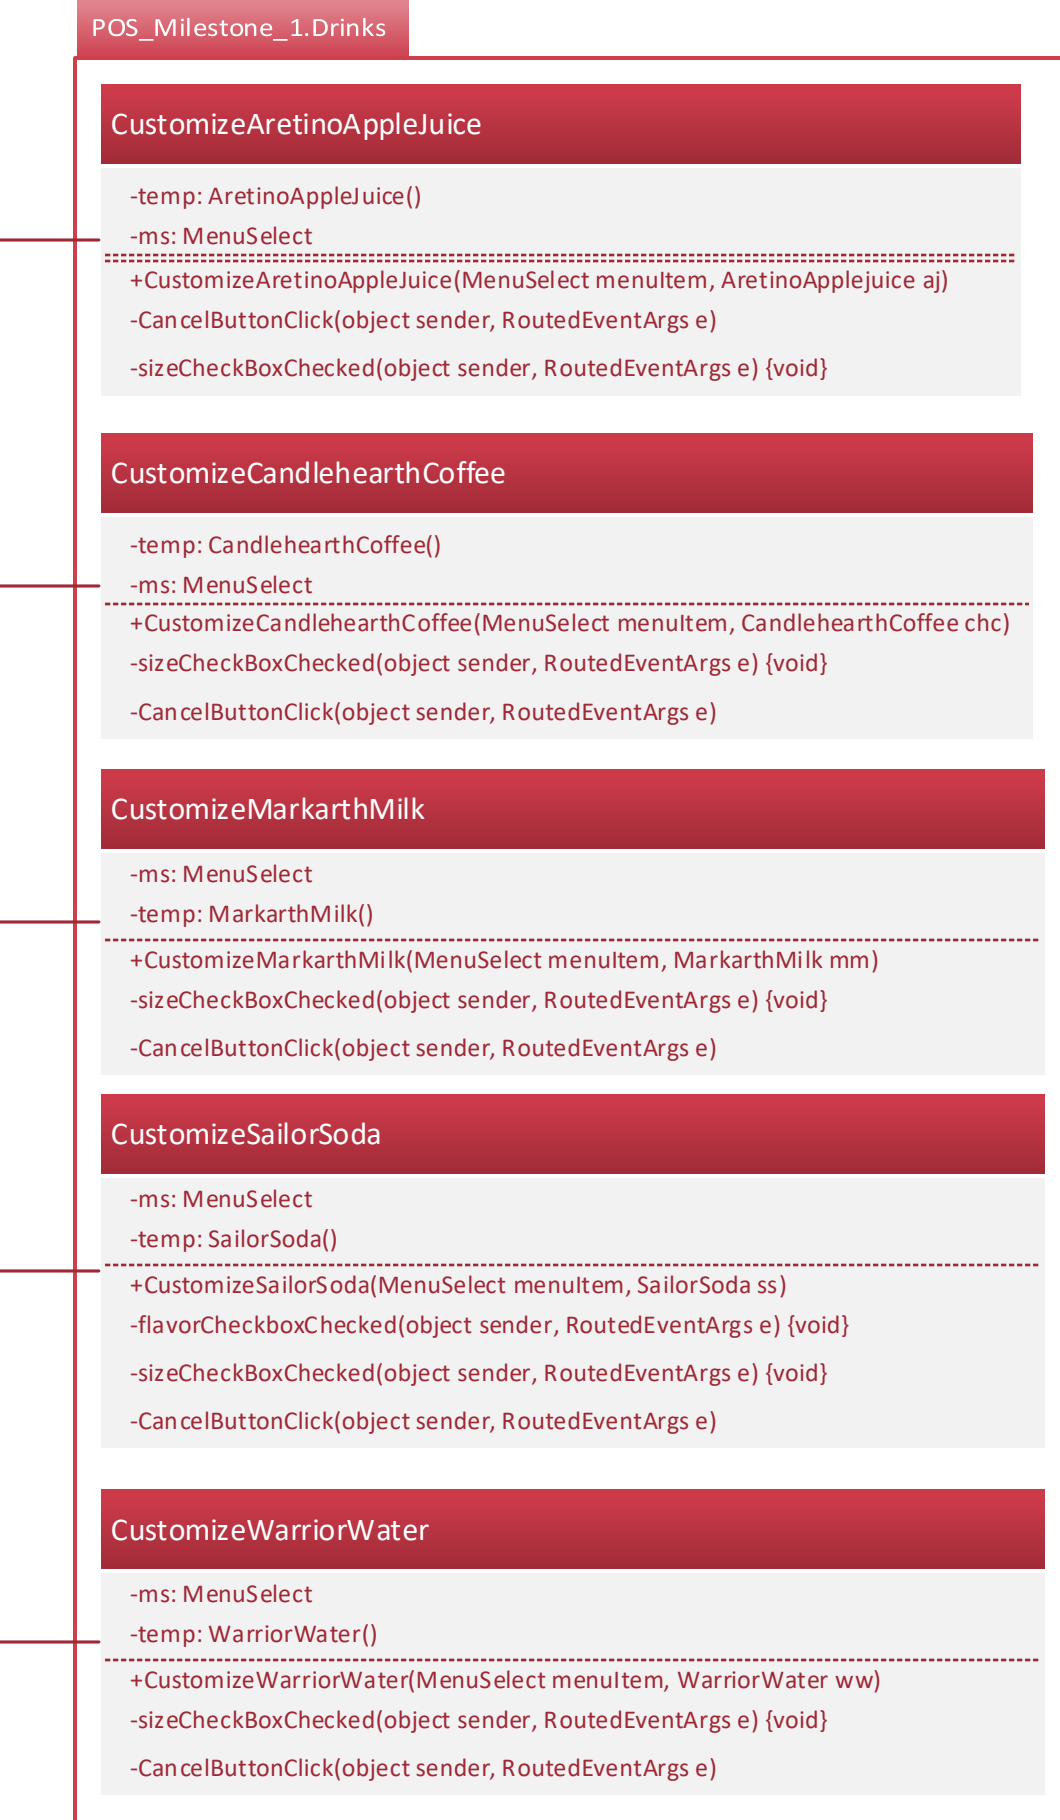 POS_Milestone_1.Drinks
CustomizeAretinoAppleJuice
-temp: AretinoAppleJuice()
-ms: MenuSelect
+CustomizeAretinoAppleJuice(MenuSelect menuItem, AretinoApplejuice aj)
-CancelButtonClick(object sender, RoutedEventArgs e)
-sizeCheckBoxChecked(object sender, RoutedEventArgs e) {void}
CustomizeCandlehearthCoffee
-temp: CandlehearthCoffee()
-ms: MenuSelect
+CustomizeCandlehearthCoffee(MenuSelect menuItem, CandlehearthCoffee chc)
-sizeCheckBoxChecked(object sender, RoutedEventArgs e) {void}
-CancelButtonClick(object sender, RoutedEventArgs e)
CustomizeMarkarthMilk
-ms: MenuSelect
-temp: MarkarthMilk()
+CustomizeMarkarthMilk(MenuSelect menuItem, MarkarthMilk mm)
-sizeCheckBoxChecked(object sender, RoutedEventArgs e) {void}
-CancelButtonClick(object sender, RoutedEventArgs e)
CustomizeSailorSoda
-ms: MenuSelect
-temp: SailorSoda()
+CustomizeSailorSoda(MenuSelect menuItem, SailorSoda ss)
-flavorCheckboxChecked(object sender, RoutedEventArgs e) {void}
-sizeCheckBoxChecked(object sender, RoutedEventArgs e) {void}
-CancelButtonClick(object sender, RoutedEventArgs e)
CustomizeWarriorWater
-ms: MenuSelect
-temp: WarriorWater()
+CustomizeWarriorWater(MenuSelect menuItem, WarriorWater ww)
-sizeCheckBoxChecked(object sender, RoutedEventArgs e) {void}
-CancelButtonClick(object sender, RoutedEventArgs e)